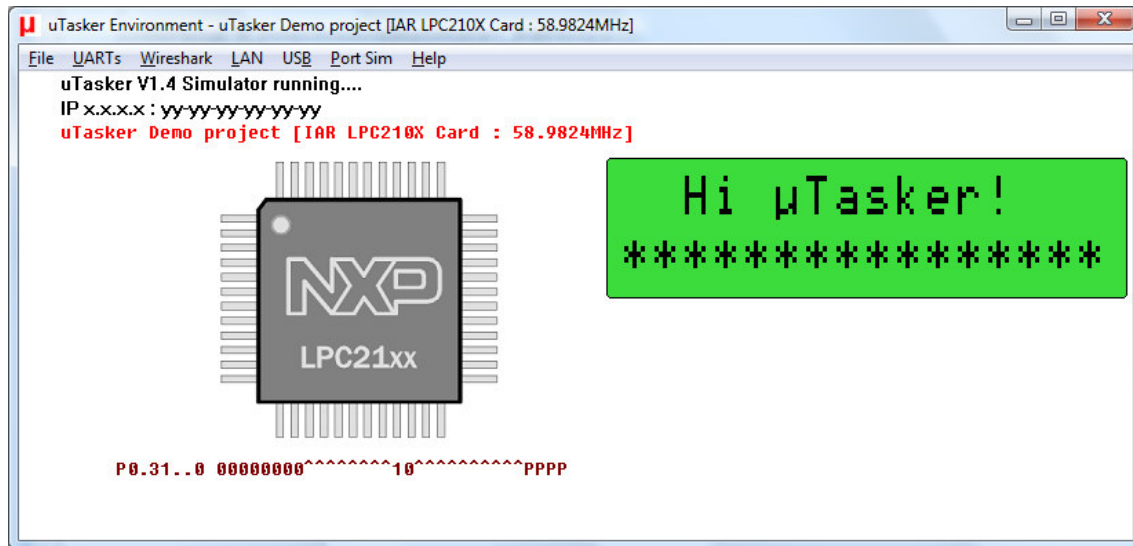 uTasker Environment - uTasker Demo project [IAR LPC210X Card : 58.9824MHz]
File UARTs Wireshark LAN USB Port Sim Help
uTasker V1.4 Simulator running....
IP x.x.x.x : yy-yy-yy-yy-yy-yy
uTasker Demo project [IAR LPC210X Card : 58.9824MHz]
Hi µTasker!
****************
NXP
LPC21xx
P0.31..0 00000000^^^^^^^^10^^^^^^^^^^PPPP